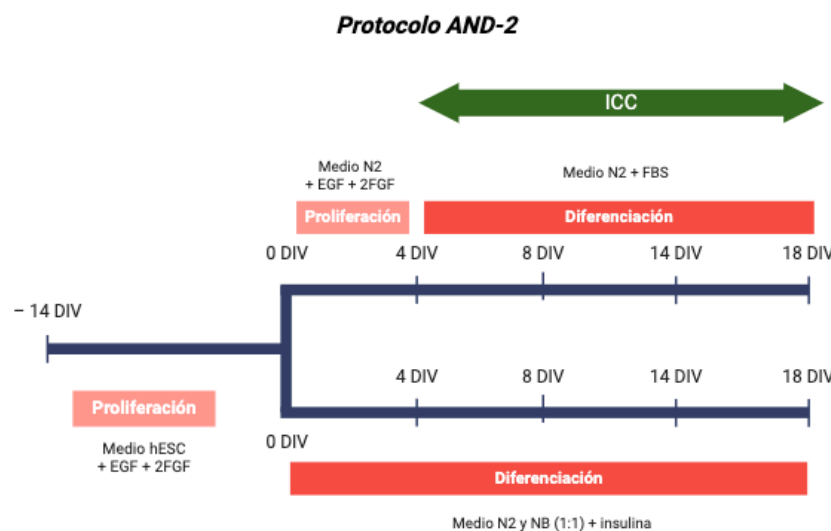 Protocolo AND-2
ICC
Medio N2
+ EGF + 2FGF
Medio N2 + FBS
Proliferación
Diferenciación
0 DIV
4 DIV
8 DIV
14 DIV
18 DIV
– 14 DIV
4 DIV
8 DIV
14 DIV
18 DIV
Proliferación
Medio hESC
+ EGF + 2FGF
0 DIV
Diferenciación
Medio N2 y NB (1:1) + insulina